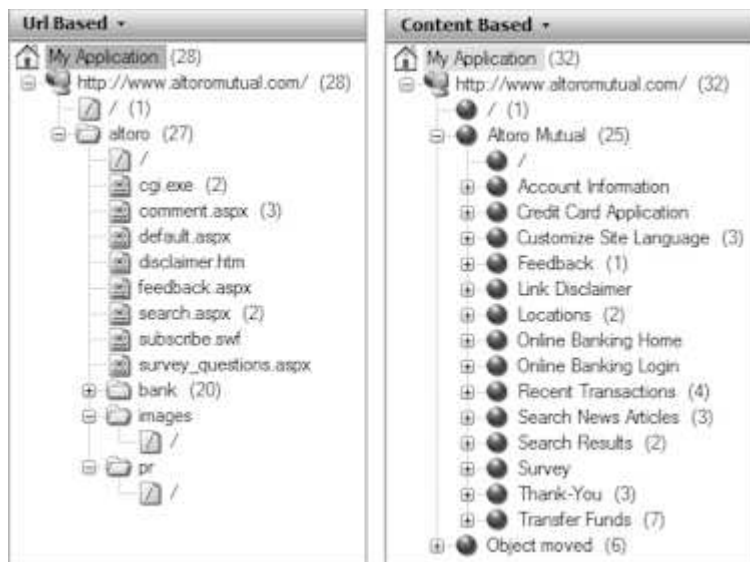 Url Based
My Application (28)
http://www.altoromutual.com/ (28)
/ (1)
altoro (27)
/
cgi.exe (2)
comment.aspx (3)
default.aspx
disclaimer.htm
feedback.aspx
search.aspx (2)
subscribe.swf
survey_questions.aspx
bank (20)
images
/
pr
/
Content Based
My Application (32)
http://www.altoromutual.com/ (32)
/ (1)
Altoro Mutual (25)
/
Account Information
Credit Card Application
Customize Site Language (3)
Feedback (1)
Link Disclaimer
Locations (2)
Online Banking Home
Online Banking Login
Recent Transactions (4)
Search News Articles (3)
Search Results (2)
Survey
Thank-You (3)
Transfer Funds (7)
Object moved (6)